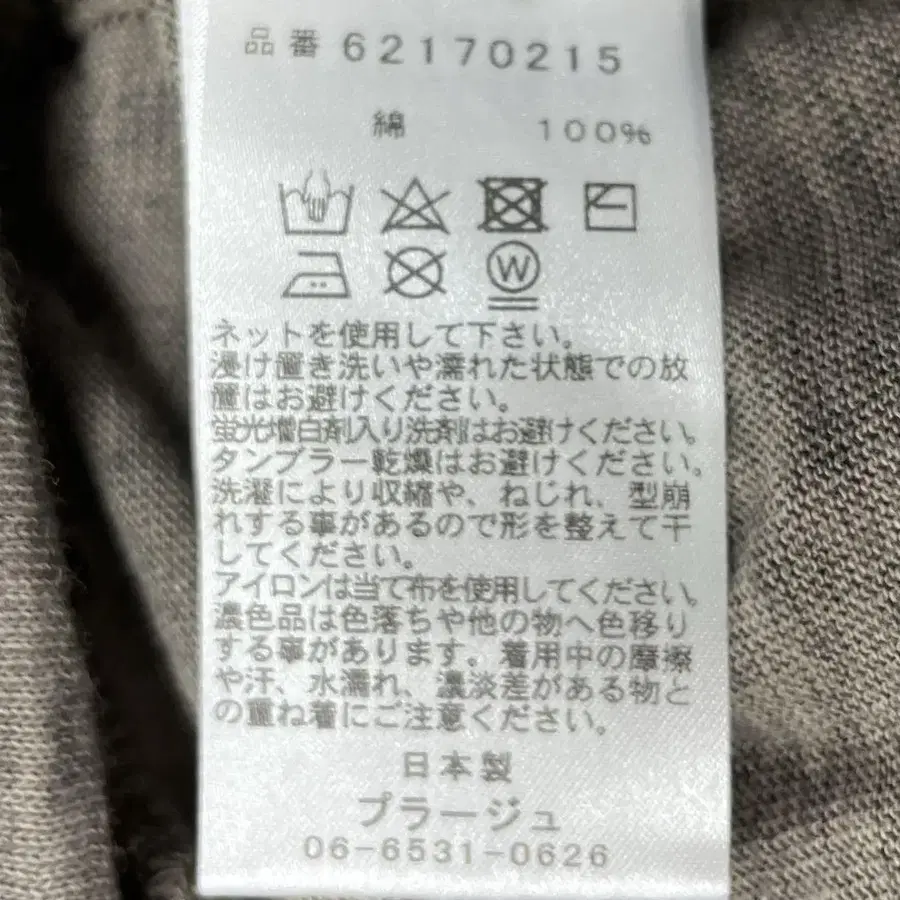 品番 62170215
綿 100%
W
ネットを使用して下さい。
浸け置き洗いや濡れた状態での放
置はお避けください。
蛍光増白剤入り洗剤はお避けください。
タンブラー乾燥はお避けください。
洗濯により収縮や、ねじれ、型崩
れする事があるので形を整えて干
してください。
アイロンは当て布を使用してください。
濃色品は色落ちや他の物へ色移り
する事があります。着用中の摩擦
や汗、水濡れ、濃淡差がある物と
の重ね着にご注意ください。
日本製
プラージュ
06-6531-0626